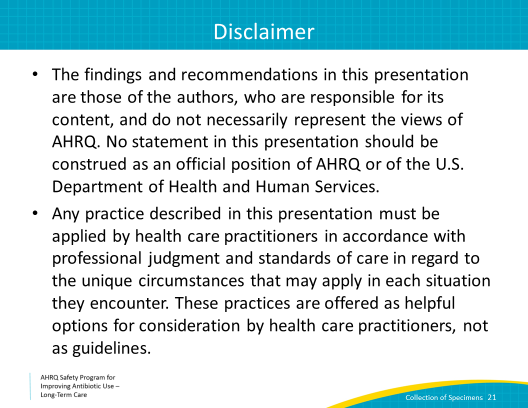 Disclaimer
• The findings and recommendations in this presentation
are those of the authors, who are responsible for its
content, and do not necessarily represent the views of
AHRQ. No statement in this presentation should be
construed as an official position of AHRQ or of the U.S.
Department of Health and Human Services.
• Any practice described in this presentation must be
applied by health care practitioners in accordance with
professional judgment and standards of care in regard to
the unique circumstances that may apply in each situation
they encounter. These practices are offered as helpful
options for consideration by health care practitioners, not
as guidelines.
AHRQ Safety Program for
Improving Antibiotic Use –
Long-Term Care
Collection of Specimens 21